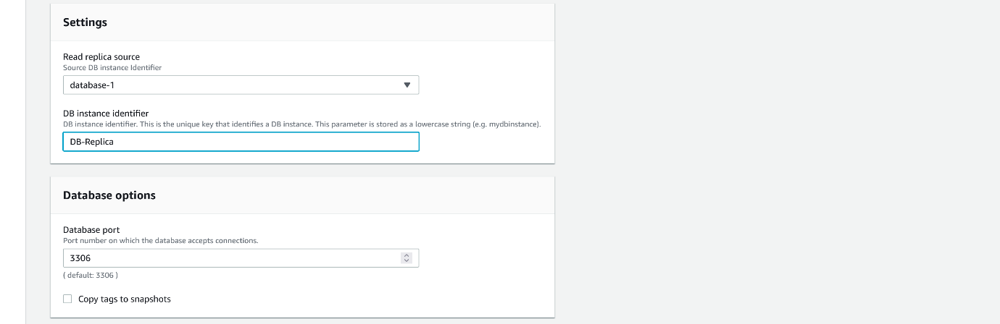 Settings
Read replica source
Source DB instance Identifier
database-1
DB instance identifier
DB instance identifier. This is the unique key that identifies a DB instance. This parameter is stored as a lowercase string (e.g. mydbinstance).
DB-Replica
Database options
Database port
Port number on which the database accepts connections.
3306
( default: 3306 )
Copy tags to snapshots